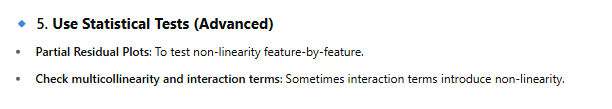 5. Use Statistical Tests (Advanced)
Partial Residual Plots: To test non-linearity feature-by-feature.
Check multicollinearity and interaction terms: Sometimes interaction terms introduce non-linearity.